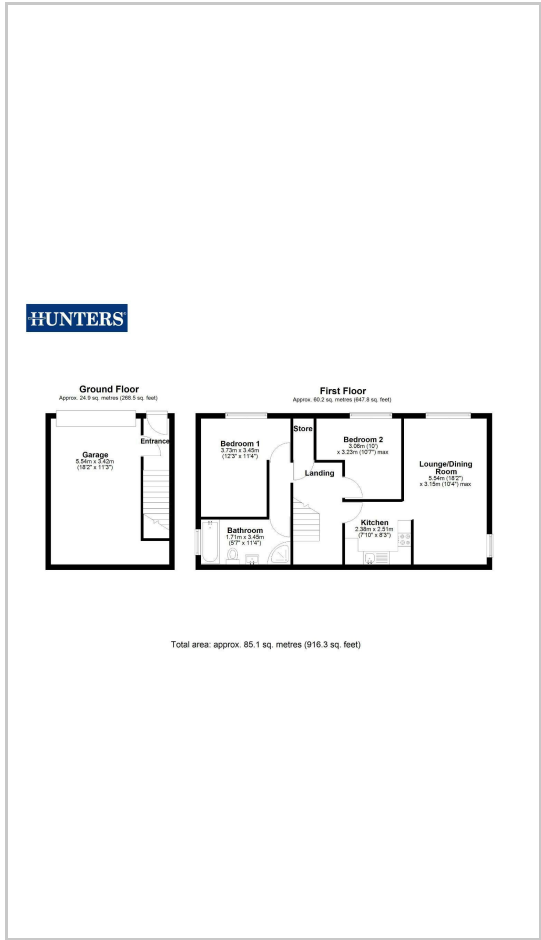 HUNTERS
Ground Floor
Approx. 24.9 sq. metres (268.5 sq. feet)
Garage
5.54m x 3.42m
(18'2" x 11'3")
Entrance
First Floor
Approx. 60.2 sq. metres (647.8 sq. feet)
Bedroom 1
3.73m x 3.45m
(12'3" x 11'4")
Store
Bedroom 2
3.06m (10')
x 3.23m (10'7") max
Landing
Lounge/Dining
Room
5.54m (18'2")
x 3.15m (10'4") max
Bathroom
1.71m x 3.45m
(5'7" x 11'4")
Kitchen
2.38m x 2.51m
(7'10" x 8'3")
Total area: approx. 85.1 sq. metres (916.3 sq. feet)